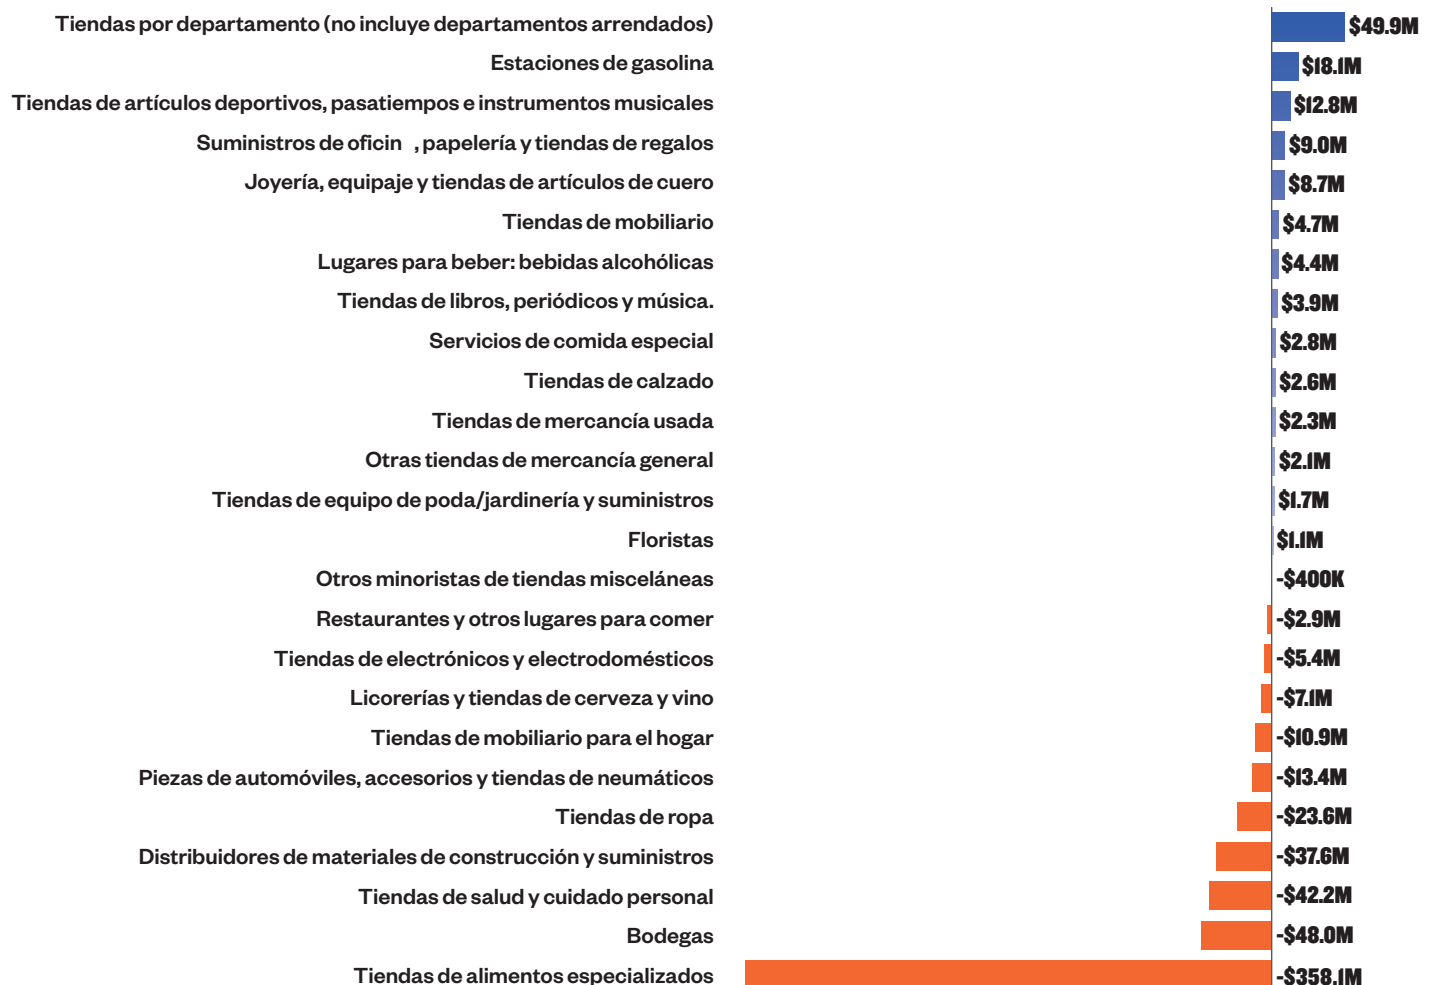 Tiendas por departamento (no incluye departamentos arrendados) $49.9M
Estaciones de gasolina $18.1M
Tiendas de artículos deportivos, pasatiempos e instrumentos musicales $12.8M
Suministros de oficin , papelería y tiendas de regalos $9.0M
Joyería, equipaje y tiendas de artículos de cuero $8.7M
Tiendas de mobiliario $4.7M
Lugares para beber: bebidas alcohólicas $4.4M
Tiendas de libros, periódicos y música. $3.9M
Servicios de comida especial $2.8M
Tiendas de calzado $2.6M
Tiendas de mercancía usada $2.3M
Otras tiendas de mercancía general $2.1M
Tiendas de equipo de poda/jardinería y suministros $1.7M
Floristas $1.1M
Otros minoristas de tiendas misceláneas -$400K
Restaurantes y otros lugares para comer -$2.9M
Tiendas de electrónicos y electrodomésticos -$5.4M
Licorerías y tiendas de cerveza y vino -$7.1M
Tiendas de mobiliario para el hogar -$10.9M
Piezas de automóviles, accesorios y tiendas de neumáticos -$13.4M
Tiendas de ropa -$23.6M
Distribuidores de materiales de construcción y suministros -$37.6M
Tiendas de salud y cuidado personal -$42.2M
Bodegas -$48.0M
Tiendas de alimentos especializados -$358.1M